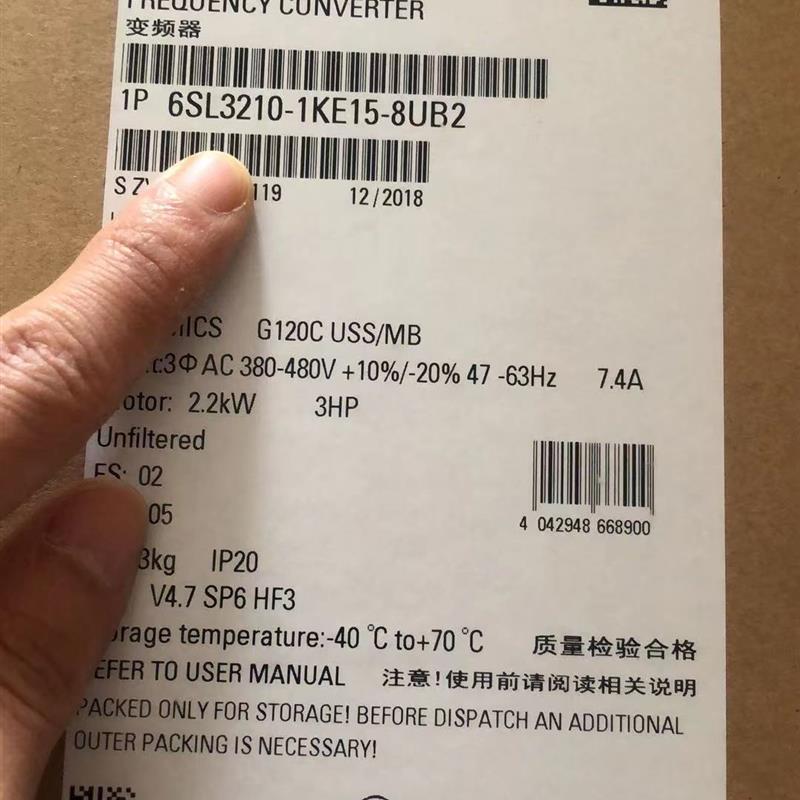 FREQUENCY CONVERTER
变频器
1P 6SL3210-1KE15-8UB2
S ZV 119 12/2018
G120C USS/MB
3Φ AC 380-480V +10%/-20% 47 -63Hz 7.4A
otor: 2.2kW 3HP
Unfiltered
FS: 02
05
3kg IP20
V4.7 SP6 HF3
orage temperature:-40 ℃ to+70 ℃ 质量检验合格
EFER TO USER MANUAL 注意!使用前请阅读相关说明
PACKED ONLY FOR STORAGE! BEFORE DISPATCH AN ADDITIONAL
OUTER PACKING IS NECESSARY!
4 042948 668900